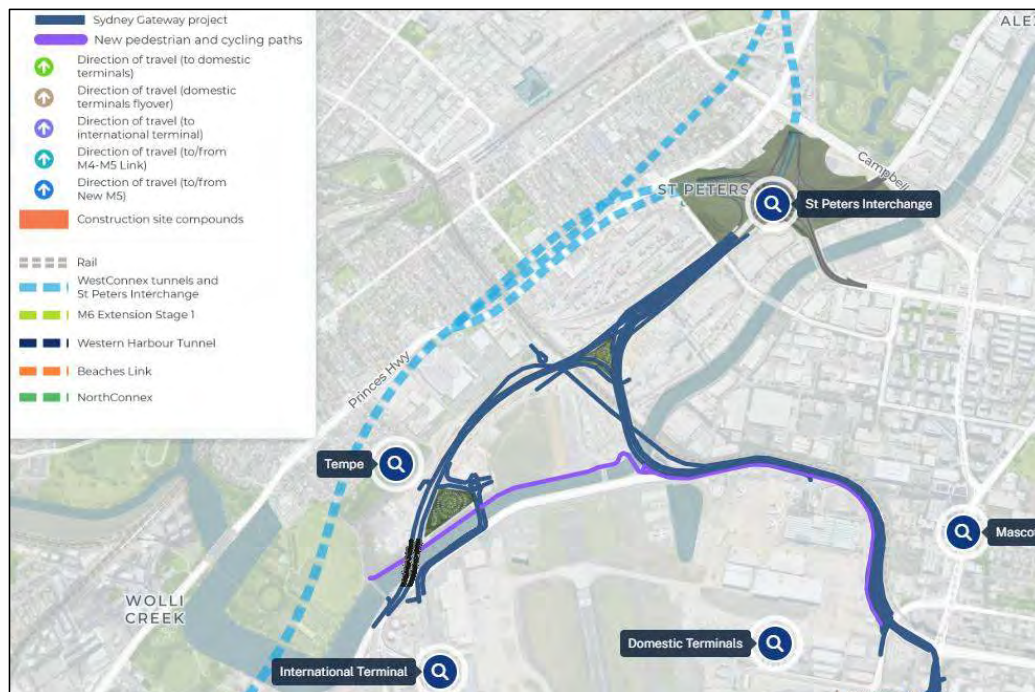 Sydney Gateway project
New pedestrian and cycling paths
Direction of travel (to domestic
terminals)
Direction of travel (domestic
terminals flyover)
Direction of travel (to
international terminal)
Direction of travel (to/from
M4-M5 Link)
Direction of travel (to/from
New M5)
Construction site compounds
Rail
WestConnex tunnels and
St Peters Interchange
M6 Extension Stage 1
Western Harbour Tunnel
Beaches Link
NorthConnex
ALE
Campbell
ST PETERS
St Peters Interchange
Princes Hwy
Tempe
Masco
WOLLI
CREEK
Domestic Terminals
International Terminal